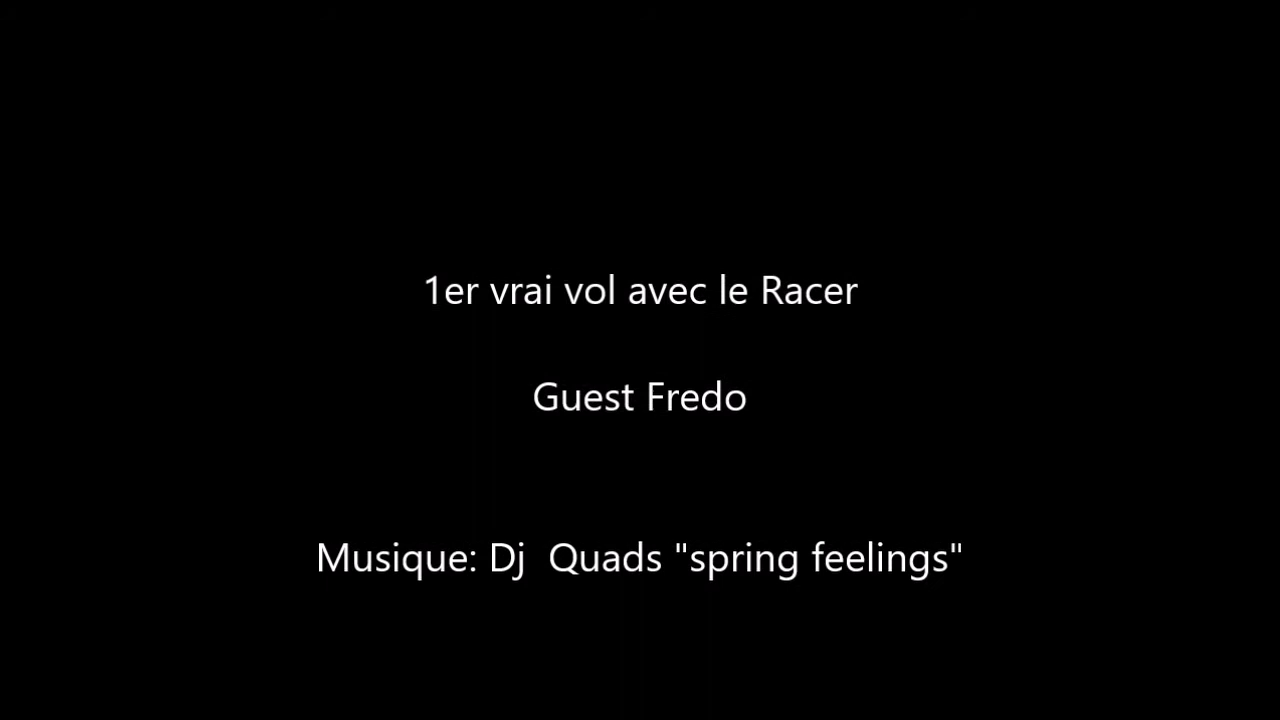 1er vrai vol avec le Racer
Guest Fredo
Musique: Dj  Quads "spring feelings"